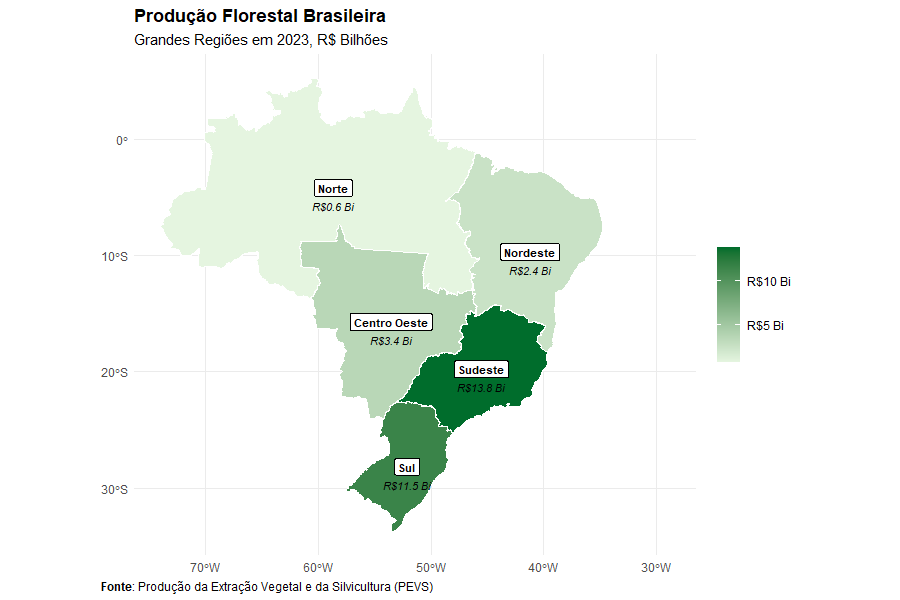 Produção Florestal Brasileira
Grandes Regiões em 2023, R$ Bilhões
0°
10°S
20°S
30°S
Norte
R$0.6 Bi
Nordeste
R$2.4 Bi
Centro Oeste
R$3.4 Bi
Sudeste
R$13.8 Bi
Sul
R$11.5 Bi
R$10 Bi
R$5 Bi
70°W
60°W
50°W
40°W
30°W
Fonte: Produção da Extração Vegetal e da Silvicultura (PEVS)